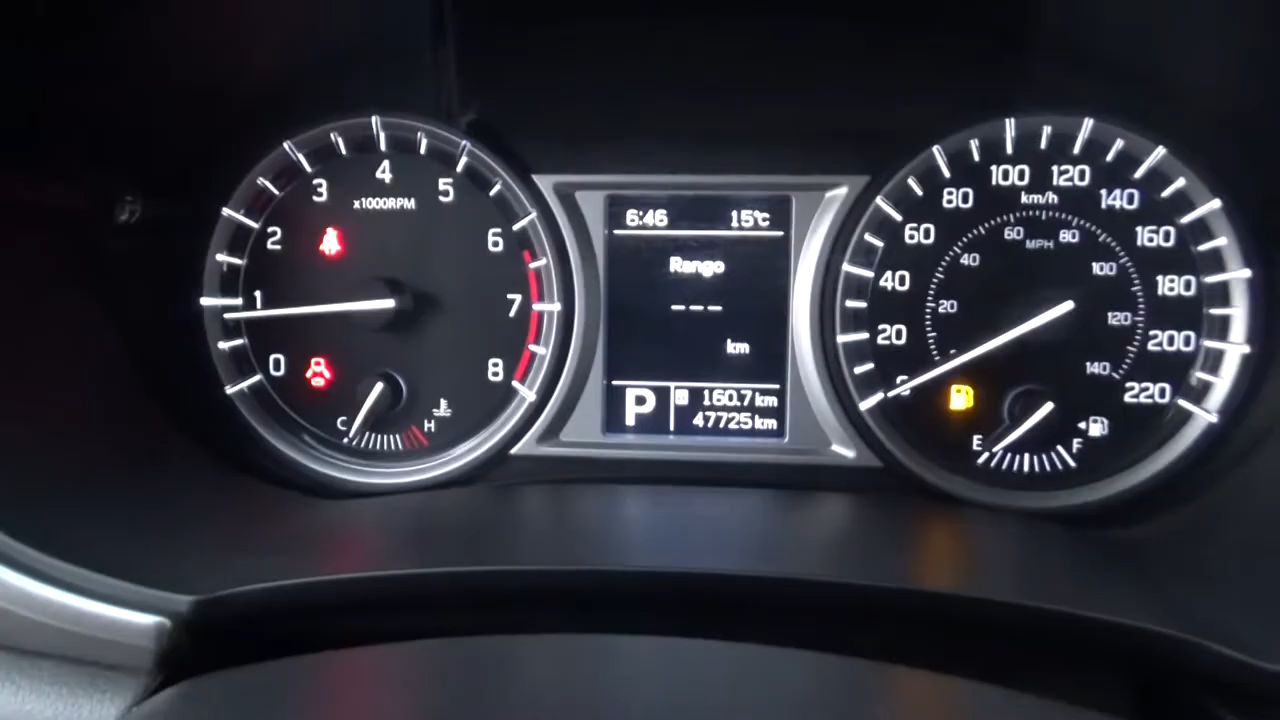 0
1
2
3
4
5
6
7
8
x1000RPM
C
H
6:46 15℃
Rango
---
km
P
160.7 km
47725 km
20
40
60
80
100
120
140
160
180
200
220
km/h
20
40
60
80
100
120
140
MPH
E
F